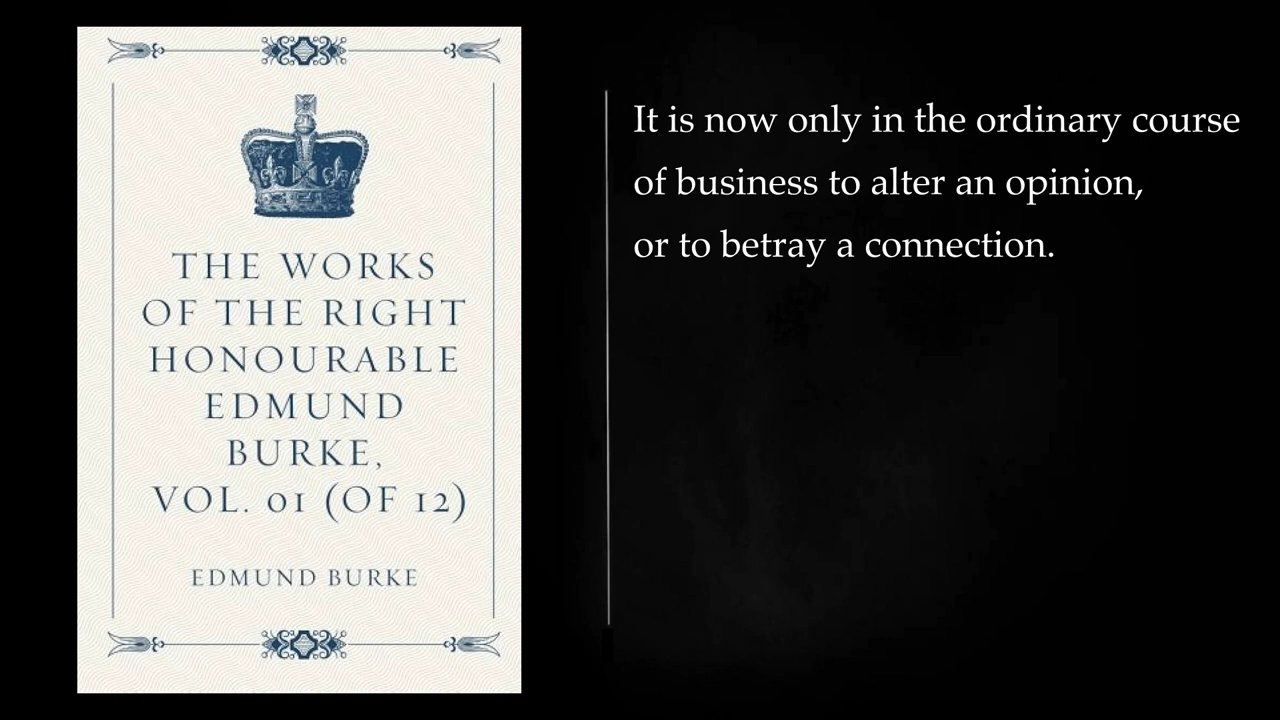 THE WORKS
OF THE RIGHT
HONOURABLE
EDMUND
BURKE,
VOL. 01 (OF 12)
EDMUND BURKE
It is now only in the ordinary course
of business to alter an opinion,
or to betray a connection.